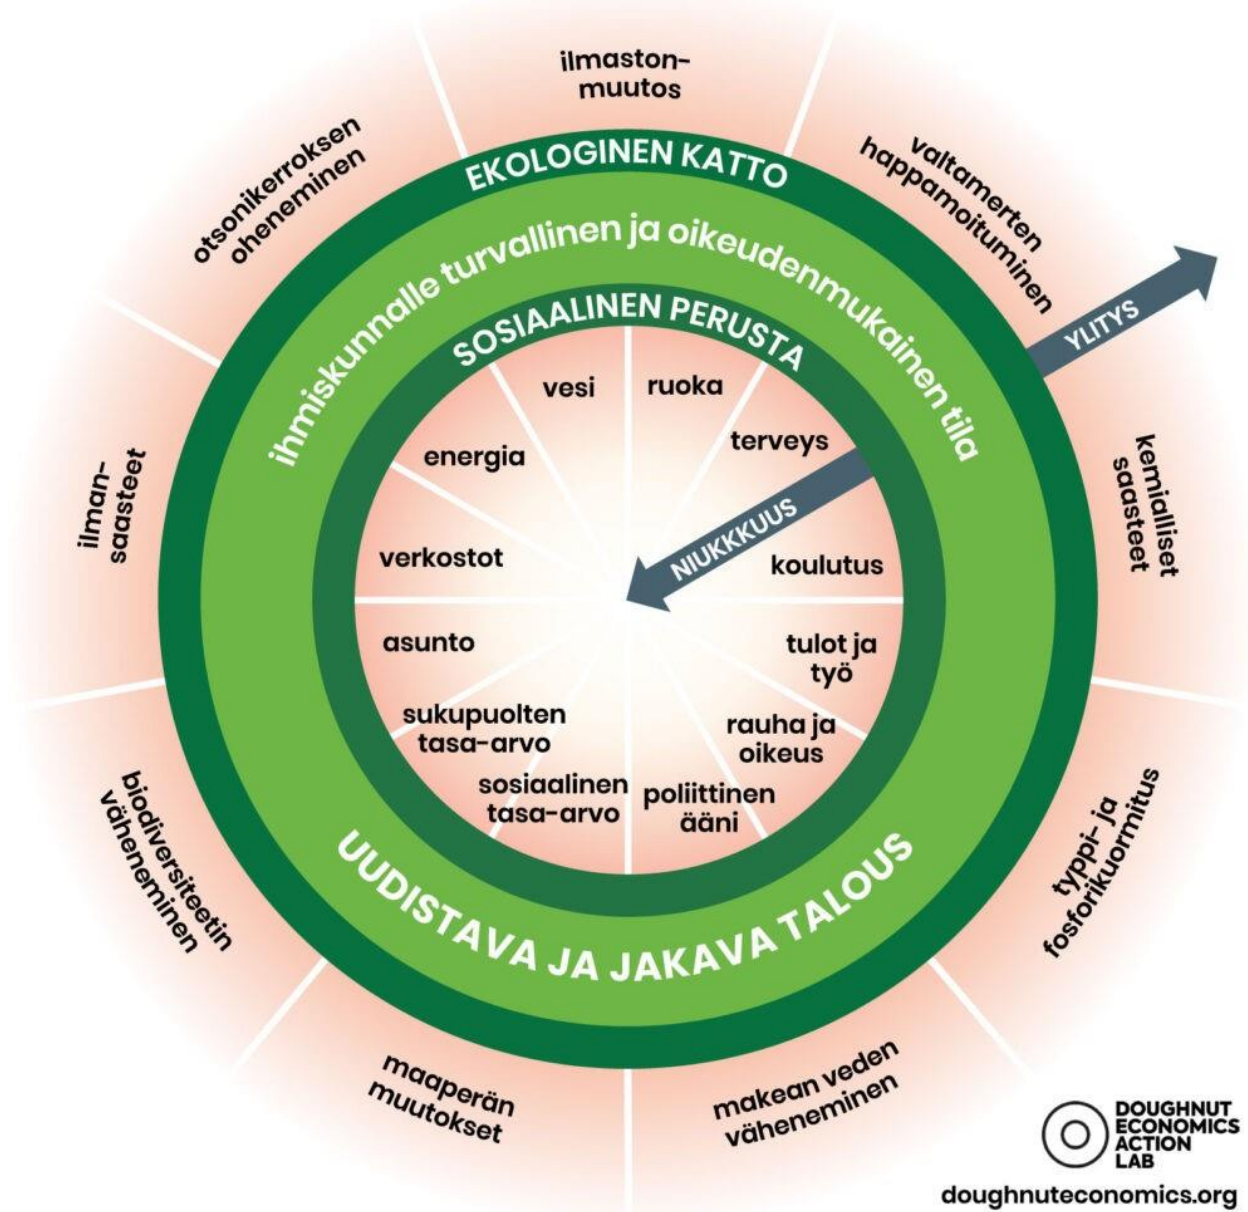 ilmaston-
muutos
valtamerten
happamoituminen
kemialliset
saasteet
typpi- ja
fosforikuormitus
makean veden
väheneminen
maaperän
muutokset
biodiversiteetin
väheneminen
ilman-
saasteet
otsonikerroksen
oheneminen
EKOLOGINEN KATTO
YLITYS
ihmiskunnalle turvallinen ja oikeudenmukainen tila
SOSIAALINEN PERUSTA
vesi
ruoka
terveys
NIUKKKUUS
koulutus
tulot ja
työ
rauha ja
oikeus
poliittinen
ääni
sosiaalinen
tasa-arvo
sukupuolten
tasa-arvo
asunto
verkostot
energia
UUDISTAVA JA JAKAVA TALOUS
DOUGHNUT
ECONOMICS
ACTION
LAB
doughnuteconomics.org